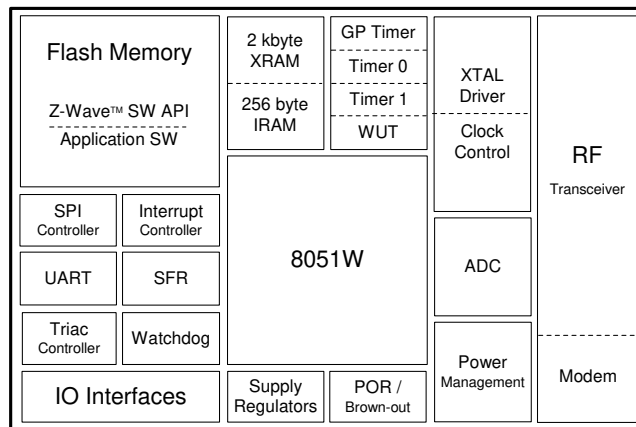 Flash Memory
Z-Wave™ SW API
Application SW
2 kbyte
XRAM
256 byte
IRAM
GP Timer
Timer 0
Timer 1
WUT
XTAL
Driver
Clock
Control
RF
Transceiver
SPI
Controller
Interrupt
Controller
8051W
ADC
UART
SFR
Triac
Controller
Watchdog
Power
Management
Modem
IO Interfaces
Supply
Regulators
POR /
Brown-out